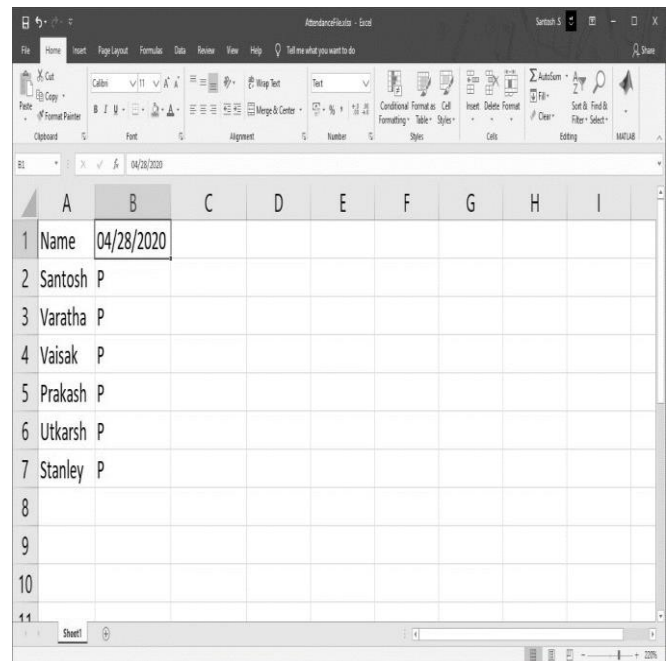 AttendanceFile.xlsx - Excel
Santosh S
File Home Insert Page Layout Formulas Data Review View Help Tell me what you want to do Share
Cut
Copy
Format Painter
Paste
Calibri 11 A A
B I U A
Wrap Text
Merge & Center
Text
% ,
Conditional Formatting
Format as Table
Cell Styles
Insert Delete Format
AutoSum
Fill
Clear
Sort & Filter
Find & Select
Clipboard Font Alignment Number Styles Cells Editing MATLAB
B1 fx 04/28/2020
A B C D E F G H I
1 Name 04/28/2020
2 Santosh P
3 Varatha P
4 Vaisak P
5 Prakash P
6 Utkarsh P
7 Stanley P
8
9
10
11
Sheet1
220%